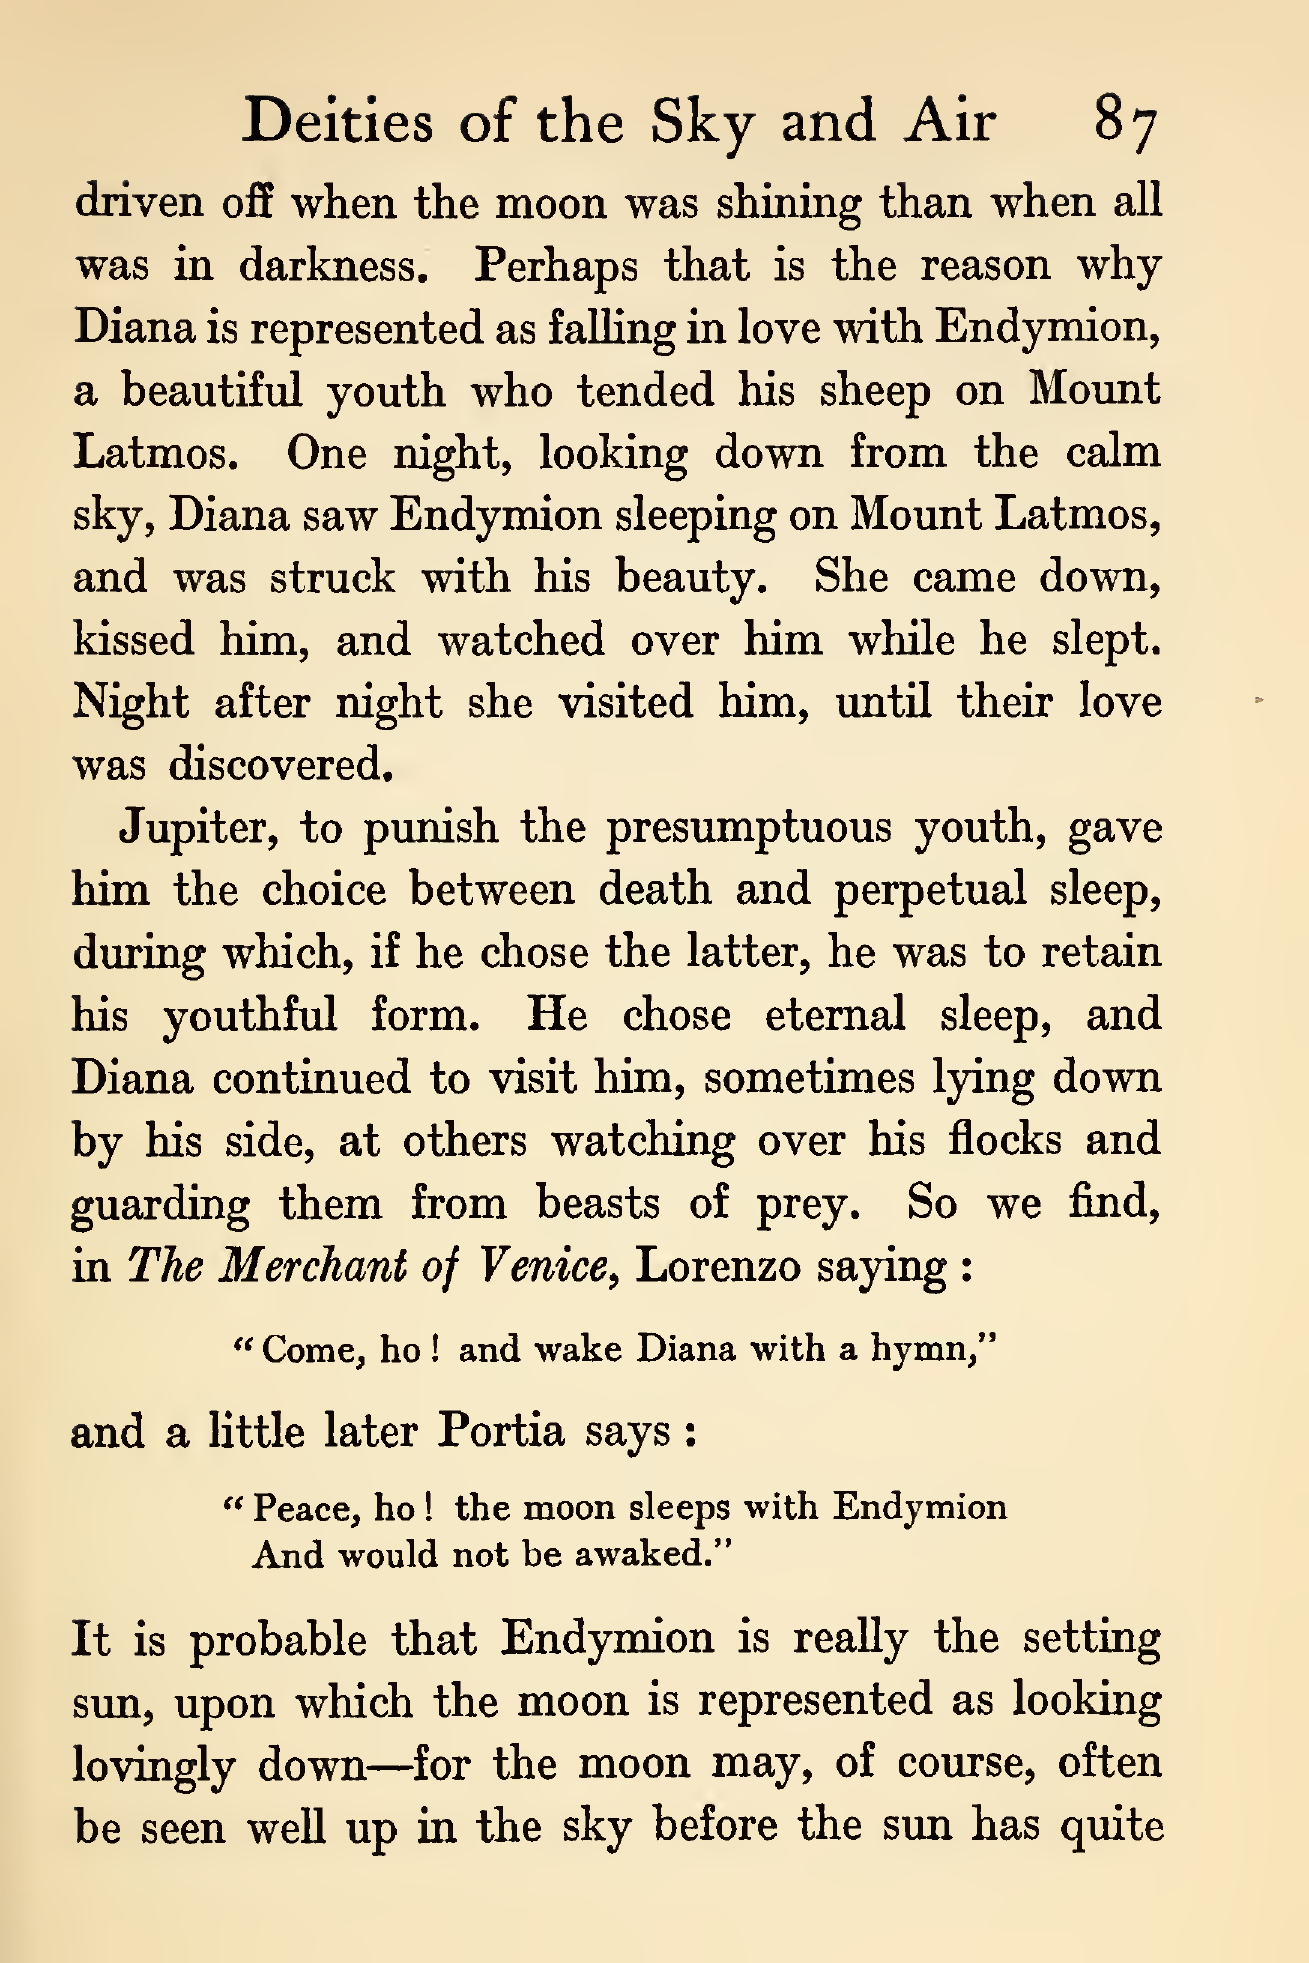 Deities of the Sky and Air 87
driven off when the moon was shining than when all
was in darkness. Perhaps that is the reason why
Diana is represented as falling in love with Endymion,
a beautiful youth who tended his sheep on Mount
Latmos. One night, looking down from the calm
sky, Diana saw Endymion sleeping on Mount Latmos,
and was struck with his beauty. She came down,
kissed him, and watched over him while he slept.
Night after night she visited him, until their love
was discovered.
Jupiter, to punish the presumptuous youth, gave
him the choice between death and perpetual sleep,
during which, if he chose the latter, he was to retain
his youthful form. He chose eternal sleep, and
Diana continued to visit him, sometimes lying down
by his side, at others watching over his flocks and
guarding them from beasts of prey. So we find,
in The Merchant of Venice, Lorenzo saying :
“ Come, ho ! and wake Diana with a hymn,”
and a little later Portia says :
“ Peace, ho ! the moon sleeps with Endymion
And would not be awaked.”
It is probable that Endymion is really the setting
sun, upon which the moon is represented as looking
lovingly down—for the moon may, of course, often
be seen well up in the sky before the sun has quite